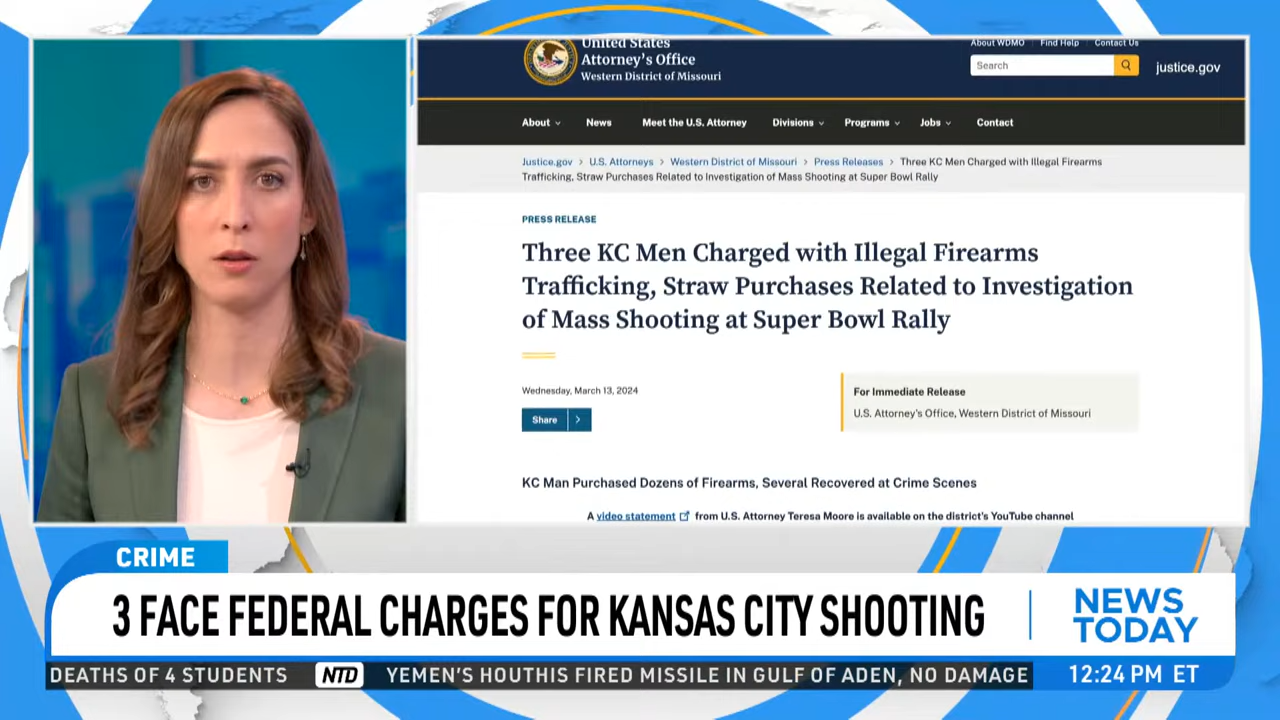 United States
Attorney's Office
Western District of Missouri
About WDMO
Find Help
Contact Us
Search
justice.gov
About
News
Meet the U.S. Attorney
Divisions
Programs
Jobs
Contact
Justice.gov > U.S. Attorneys > Western District of Missouri > Press Releases > Three KC Men Charged with Illegal Firearms
Trafficking, Straw Purchases Related to Investigation of Mass Shooting at Super Bowl Rally
PRESS RELEASE
Three KC Men Charged with Illegal Firearms
Trafficking, Straw Purchases Related to Investigation
of Mass Shooting at Super Bowl Rally
Wednesday, March 13, 2024
Share
For Immediate Release
U.S. Attorney's Office, Western District of Missouri
KC Man Purchased Dozens of Firearms, Several Recovered at Crime Scenes
A video statement from U.S. Attorney Teresa Moore is available on the district's YouTube channel
CRIME
3 FACE FEDERAL CHARGES FOR KANSAS CITY SHOOTING
NEWS
TODAY
DEATHS OF 4 STUDENTS NTD YEMEN'S HOUTHIS FIRED MISSILE IN GULF OF ADEN, NO DAMAGE
12:24 PM ET